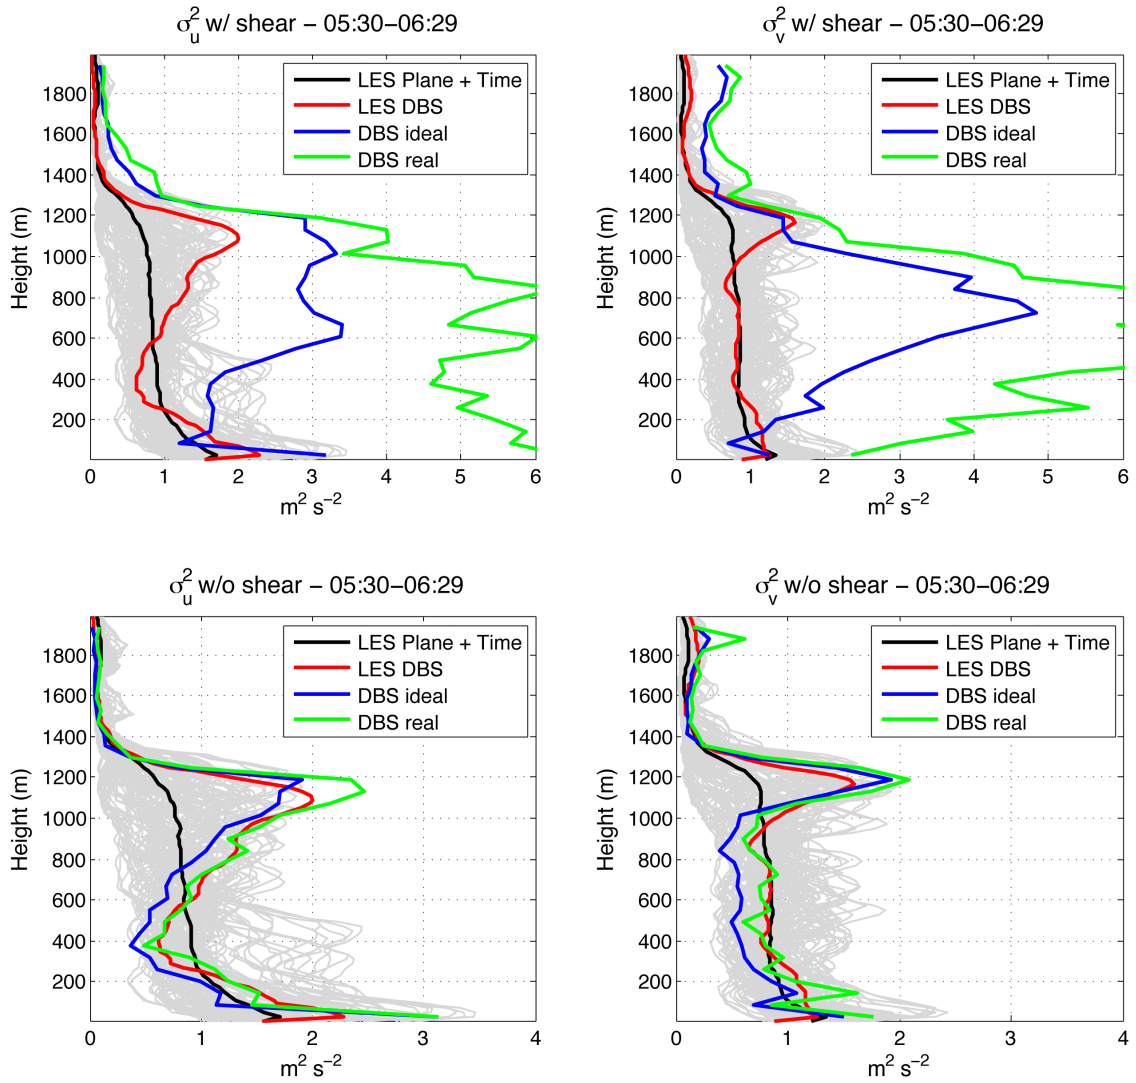 σu2 w/ shear − 05:30−06:29
LES Plane + Time
LES DBS
DBS ideal
DBS real
Height (m)
1800
1600
1400
1200
1000
800
600
400
200
0 1 2 3 4 5 6
m2 s−2
σv2 w/ shear − 05:30−06:29
LES Plane + Time
LES DBS
DBS ideal
DBS real
Height (m)
1800
1600
1400
1200
1000
800
600
400
200
0 1 2 3 4 5 6
m2 s−2
σu2 w/o shear − 05:30−06:29
LES Plane + Time
LES DBS
DBS ideal
DBS real
Height (m)
1800
1600
1400
1200
1000
800
600
400
200
0 1 2 3 4
m2 s−2
σv2 w/o shear − 05:30−06:29
LES Plane + Time
LES DBS
DBS ideal
DBS real
Height (m)
1800
1600
1400
1200
1000
800
600
400
200
0 1 2 3 4
m2 s−2